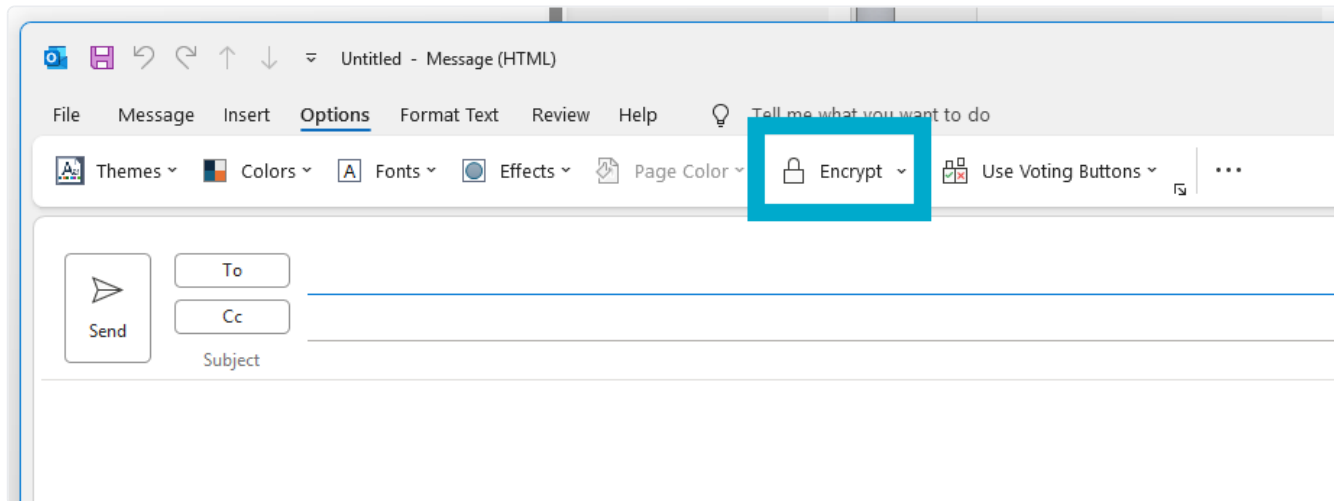 Untitled - Message (HTML)
File Message Insert Options Format Text Review Help Tell me what you want to do
Themes Colors A Fonts Effects Page Color Encrypt Use Voting Buttons ...
To
Send Cc
Subject